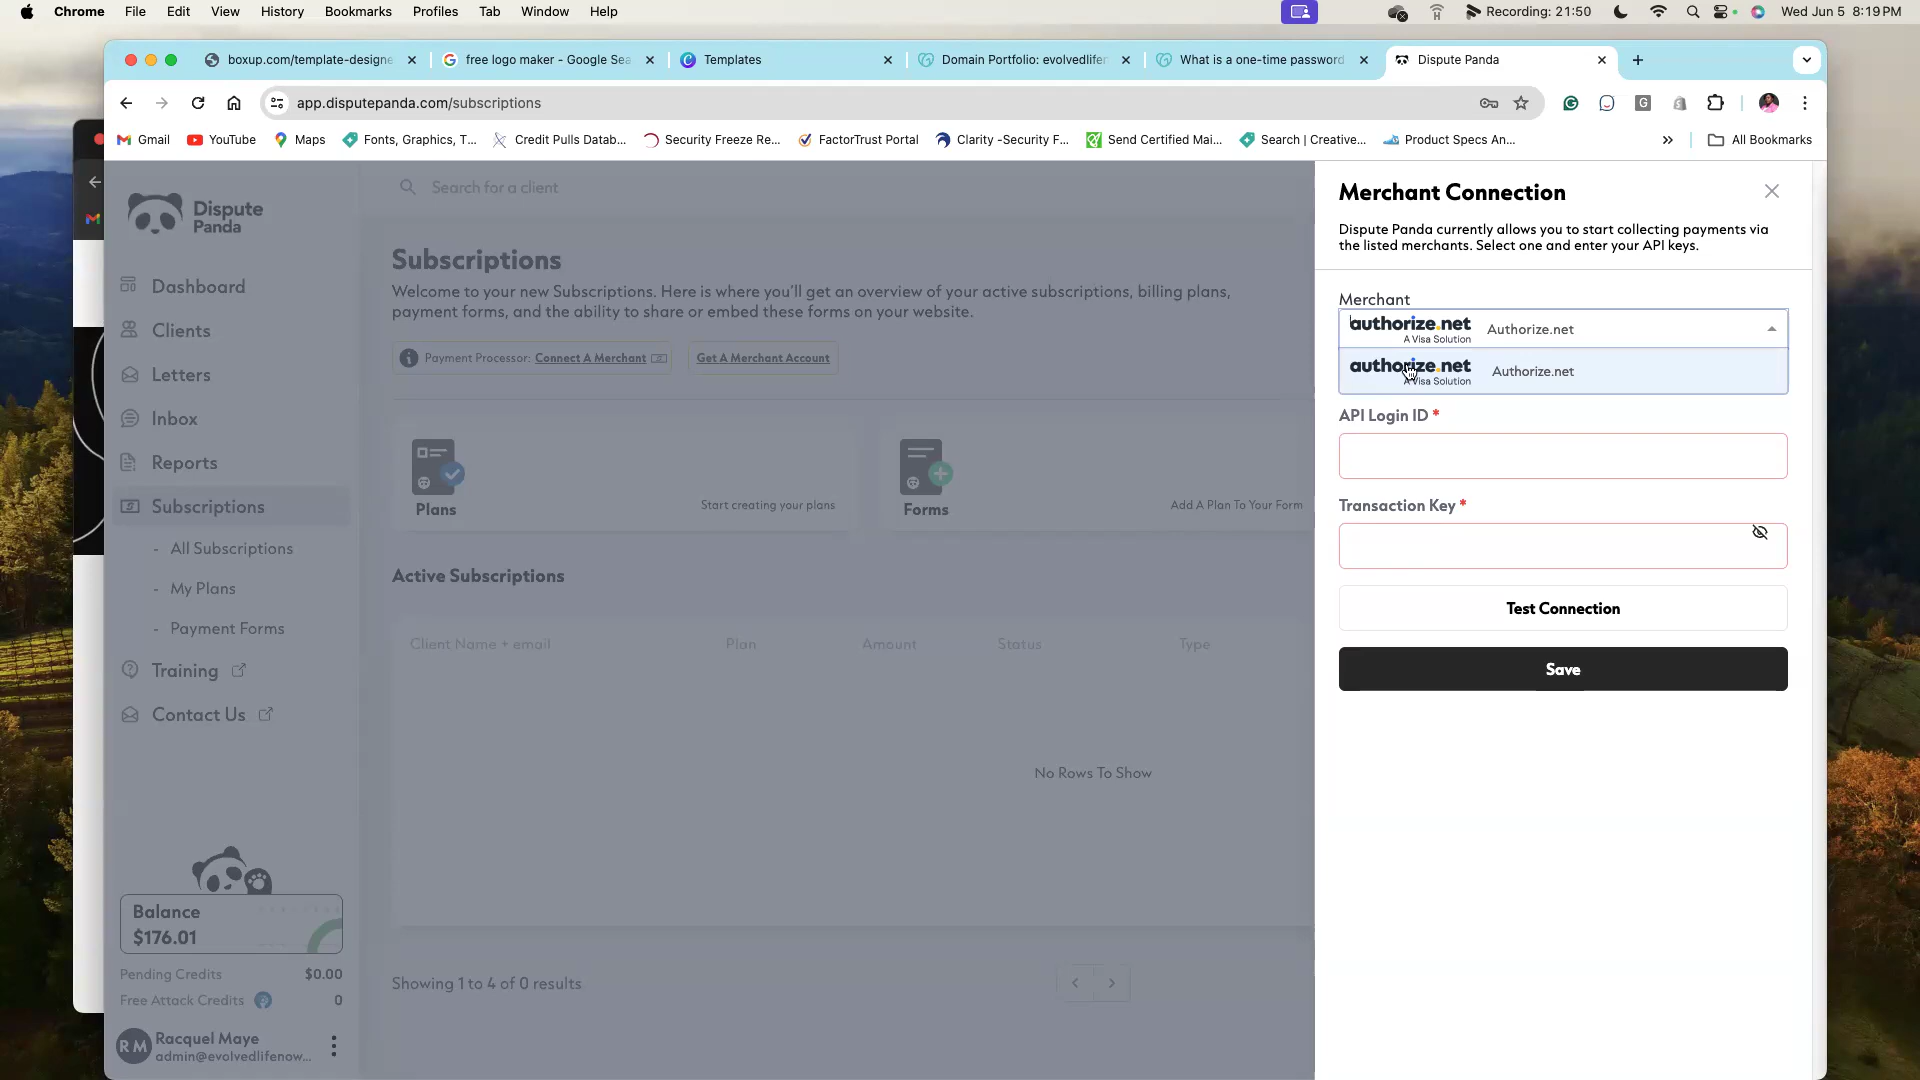 Chrome File Edit View History Bookmarks Profiles Tab Window Help Recording: 21:50 Wed Jun 5 8:19 PM
boxup.com/template-designe free logo maker - Google Sea Templates Domain Portfolio: evolvedlifen What is a one-time password Dispute Panda
app.disputepanda.com/subscriptions
Gmail YouTube Maps Fonts, Graphics, T... Credit Pulls Datab... Security Freeze Re... FactorTrust Portal Clarity -Security F... Send Certified Mai... Search | Creative... Product Specs An... » All Bookmarks
Dispute
Panda
Dashboard
Clients
Letters
Inbox
Reports
Subscriptions
- All Subscriptions
- My Plans
- Payment Forms
Training
Contact Us
Balance
$176.01
Pending Credits $0.00
Free Attack Credits 0
RM Racquel Maye
admin@evolvedlifenow...
Search for a client
Subscriptions
Welcome to your new Subscriptions. Here is where you'll get an overview of your active subscriptions, billing plans,
payment forms, and the ability to share or embed these forms on your website.
Payment Processor: Connect A Merchant Get A Merchant Account
Plans Start creating your plans
Forms Add A Plan To Your Form
Active Subscriptions
Client Name + email Plan Amount Status Type
No Rows To Show
Showing 1 to 4 of 0 results
Merchant Connection
Dispute Panda currently allows you to start collecting payments via
the listed merchants. Select one and enter your API keys.
Merchant
authorize.net Authorize.net
A Visa Solution
authorize.net Authorize.net
A Visa Solution
API Login ID *
Transaction Key *
Test Connection
Save